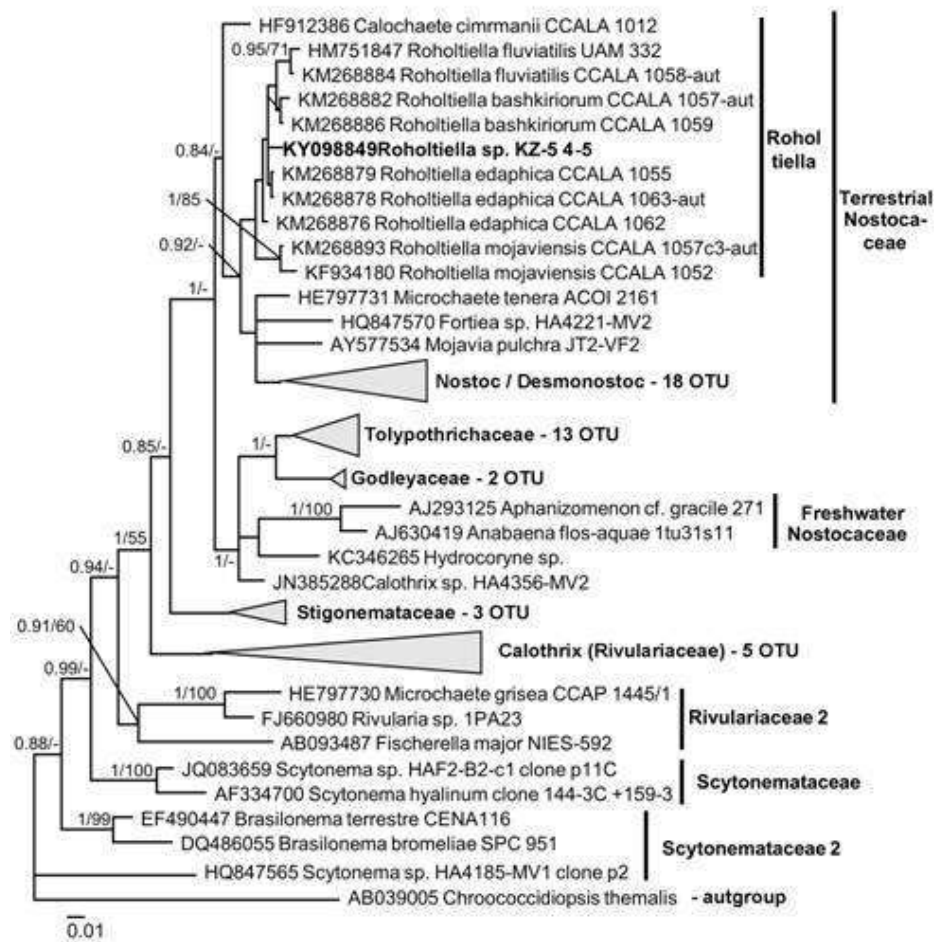 HF912386 Calochaete cimrmanii CCALA 1012
0.95/71
HM751847 Roholtiella fluviatilis UAM 332
KM268884 Roholtiella fluviatilis CCALA 1058-aut
KM268882 Roholtiella bashkiriorum CCALA 1057-aut
KM268886 Roholtiella bashkiriorum CCALA 1059
Rohol
tiella
0.84/-
KY098849Roholtiella sp. KZ-5 4-5
KM268879 Roholtiella edaphica CCALA 1055
1/85
KM268878 Roholtiella edaphica CCALA 1063-aut
Terrestrial
Nostoca-
ceae
KM268876 Roholtiella edaphica CCALA 1062
0.92/-
KM268893 Roholtiella mojaviensis CCALA 1057c3-aut
KF934180 Roholtiella mojaviensis CCALA 1052
1/-
HE797731 Microchaete tenera ACOI 2161
HQ847570 Fortiea sp. HA4221-MV2
AY577534 Mojavia pulchra JT2-VF2
Nostoc / Desmonostoc - 18 OTU
Tolypothrichaceae - 13 OTU
0.85/-
1/-
Godleyaceae - 2 OTU
1/100
AJ293125 Aphanizomenon cf. gracile 271
AJ630419 Anabaena flos-aquae 1tu31s11
Freshwater
Nostocaceae
1/55
KC346265 Hydrocoryne sp.
1/-
JN385288Calothrix sp. HA4356-MV2
0.94/-
Stigonemataceae - 3 OTU
0.91/60
Calothrix (Rivulariaceae) - 5 OTU
0.99/-
1/100
HE797730 Microchaete grisea CCAP 1445/1
FJ660980 Rivularia sp. 1PA23
Rivulariaceae 2
AB093487 Fischerella major NIES-592
0.88/-
1/100
JQ083659 Scytonema sp. HAF2-B2-c1 clone p11C
AF334700 Scytonema hyalinum clone 144-3C +159-3
Scytonemataceae
1/99
EF490447 Brasilonema terrestre CENA116
DQ486055 Brasilonema bromeliae SPC 951
Scytonemataceae 2
HQ847565 Scytonema sp. HA4185-MV1 clone p2
AB039005 Chroococcidiopsis themalis - autgroup
0.01